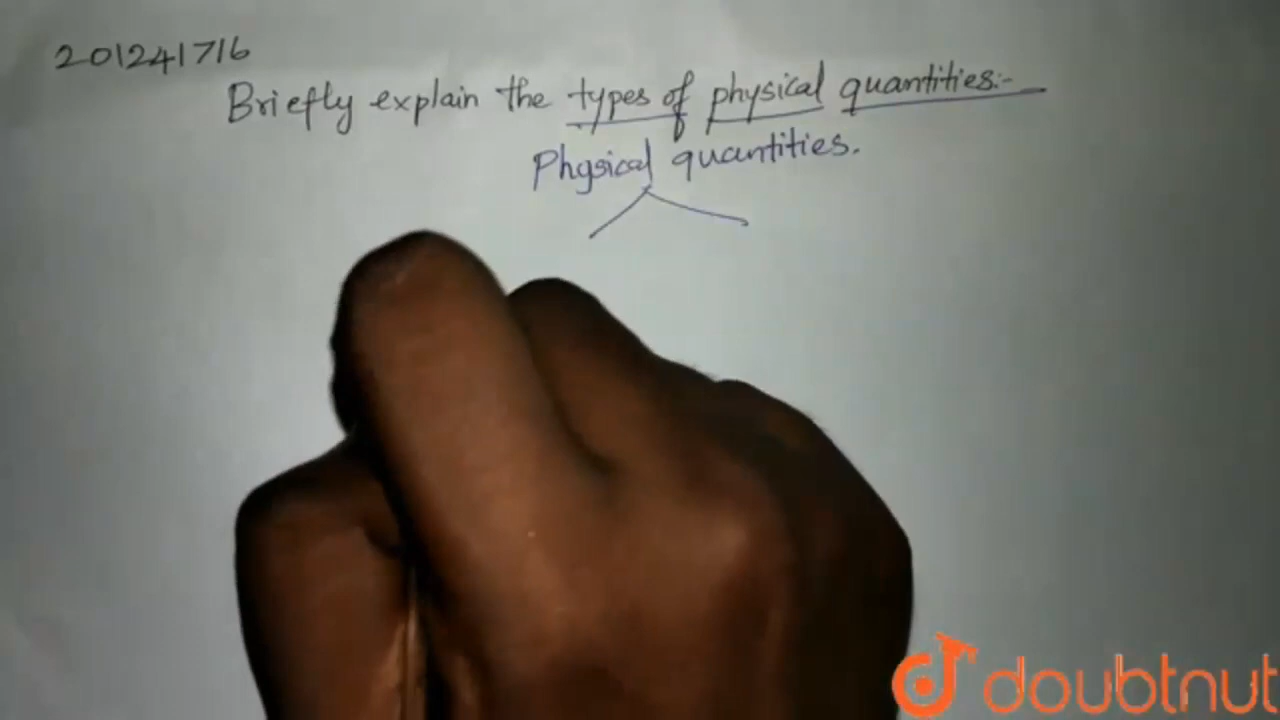 201241716
Briefly explain the types of physical quantities:-
Physical quantities.
doubtnut